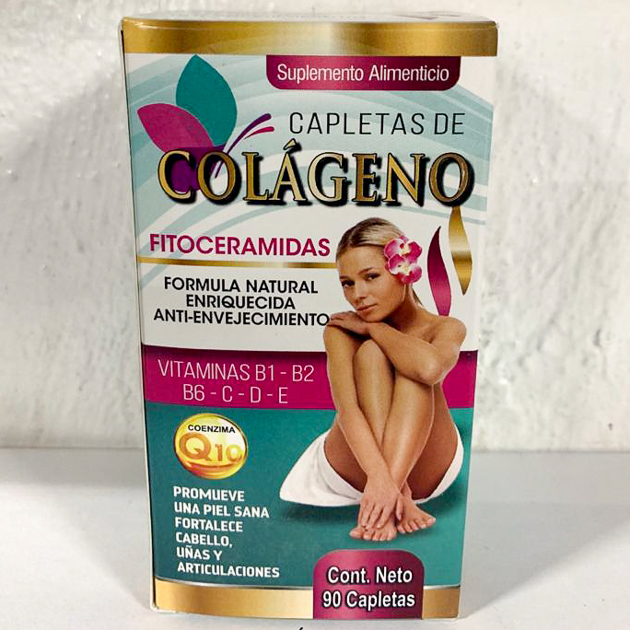 Suplemento Alimenticio
CAPLETAS DE
COLÁGENO
FITOCERAMIDAS
FORMULA NATURAL
ENRIQUECIDA
ANTI-ENVEJECIMIENTO
VITAMINAS B1 - B2
B6 - C - D - E
COENZIMA
Q10
PROMUEVE
UNA PIEL SANA
FORTALECE
CABELLO,
UÑAS Y
ARTICULACIONES
Cont. Neto
90 Capletas